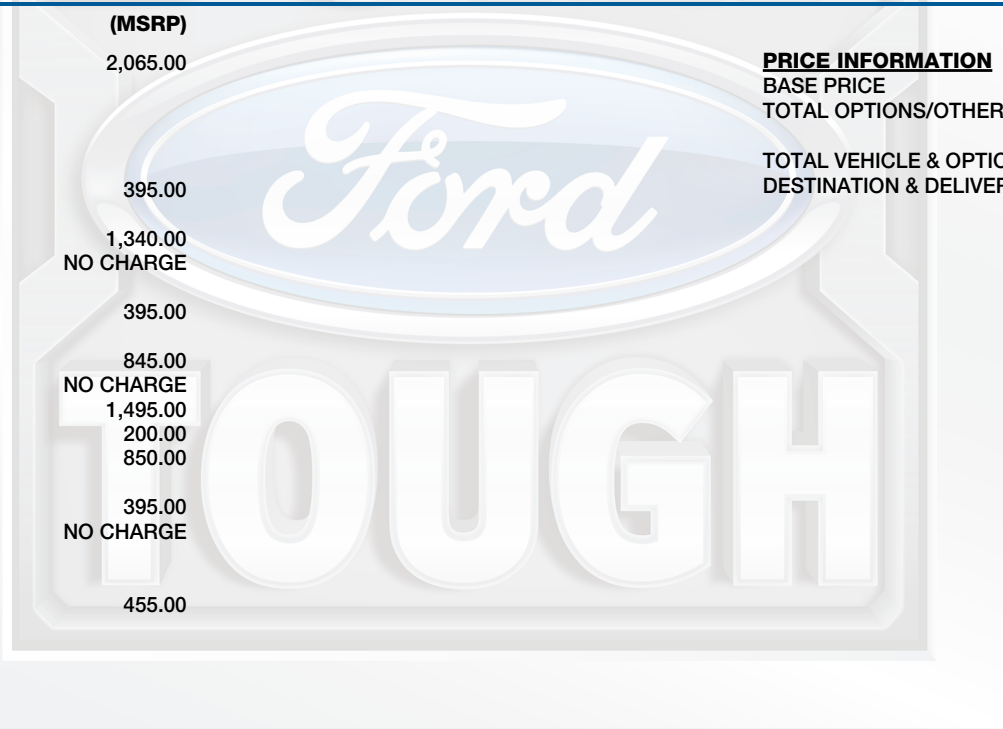 (MSRP)
2,065.00
395.00
1,340.00
NO CHARGE
395.00
845.00
NO CHARGE
1,495.00
200.00
850.00
395.00
NO CHARGE
455.00
PRICE INFORMATION
BASE PRICE
TOTAL OPTIONS/OTHER
TOTAL VEHICLE & OPTIO
DESTINATION & DELIVER
Ford
TOUGH